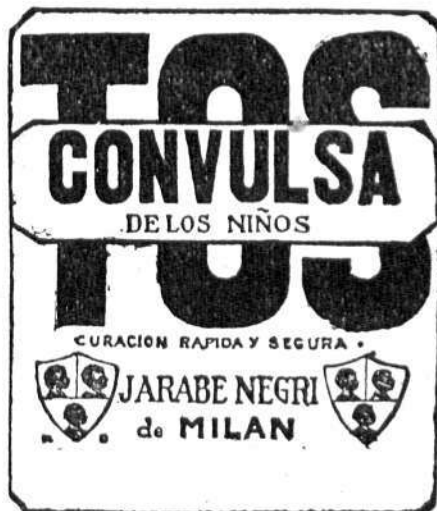 TOS
CONVULSA
DE LOS NIÑOS
CURACION RAPIDA Y SEGURA.
JARABE NEGRI
de MILAN